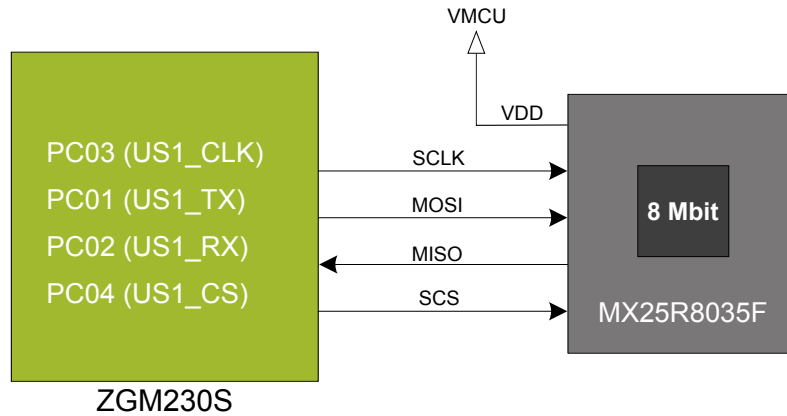 VMCU
VDD
PC03 (US1_CLK)
SCLK
PC01 (US1_TX)
MOSI
8 Mbit
PC02 (US1_RX)
MISO
PC04 (US1_CS)
SCS
MX25R8035F
ZGM230S